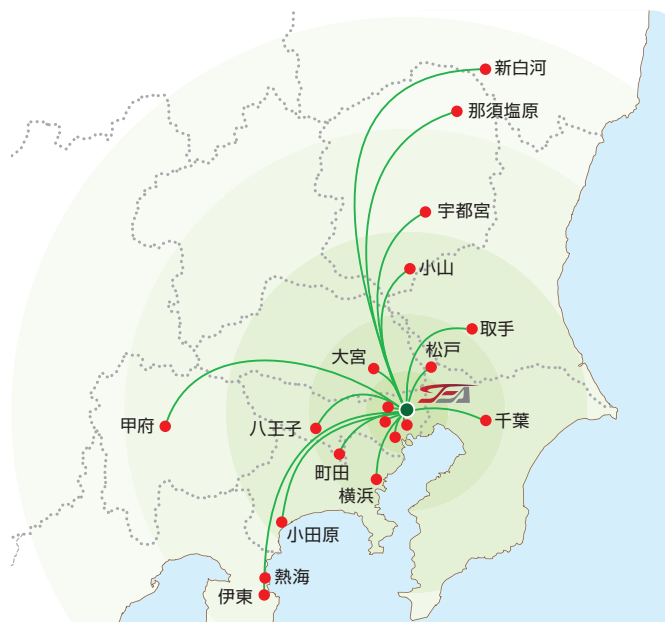 新白河
那須塩原
宇都宮
小山
取手
松戸
大宮
JEA
甲府
八王子
千葉
町田
横浜
小田原
熱海
伊東